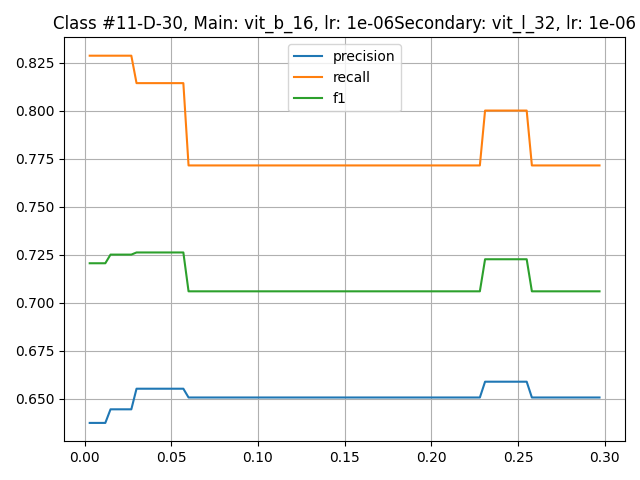 Class #11-D-30, Main: vit_b_16, lr: 1e-06Secondary: vit_l_32, lr: 1e-06
precision
recall
f1
0.825
0.800
0.775
0.750
0.725
0.700
0.675
0.650
0.00 0.05 0.10 0.15 0.20 0.25 0.30